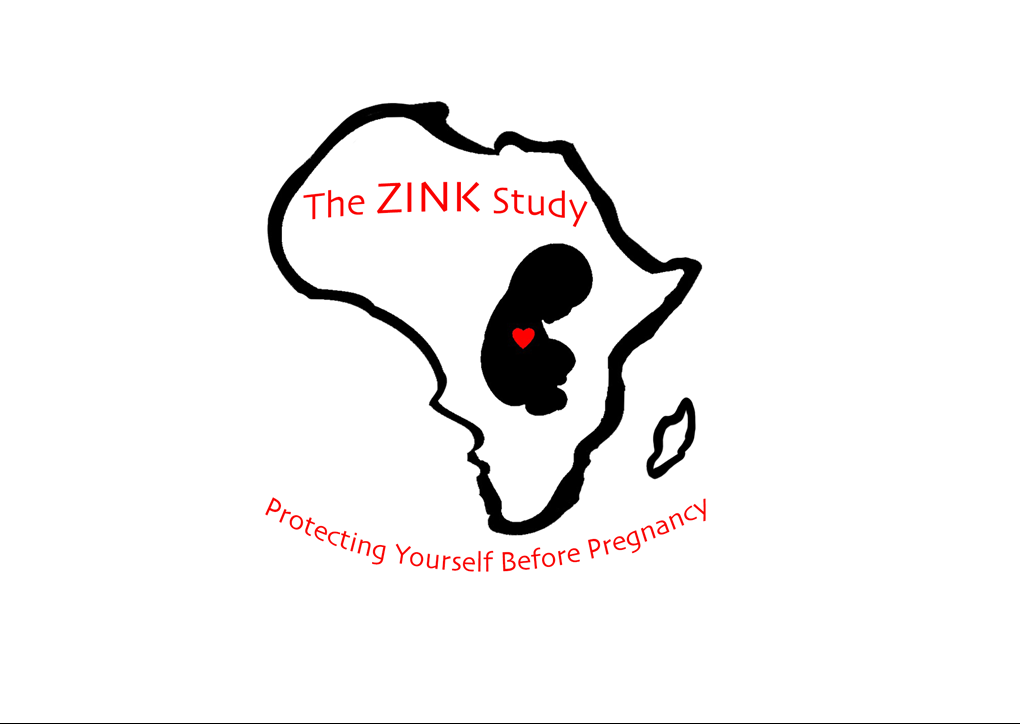 The ZINK Study
Protecting Yourself Before Pregnancy